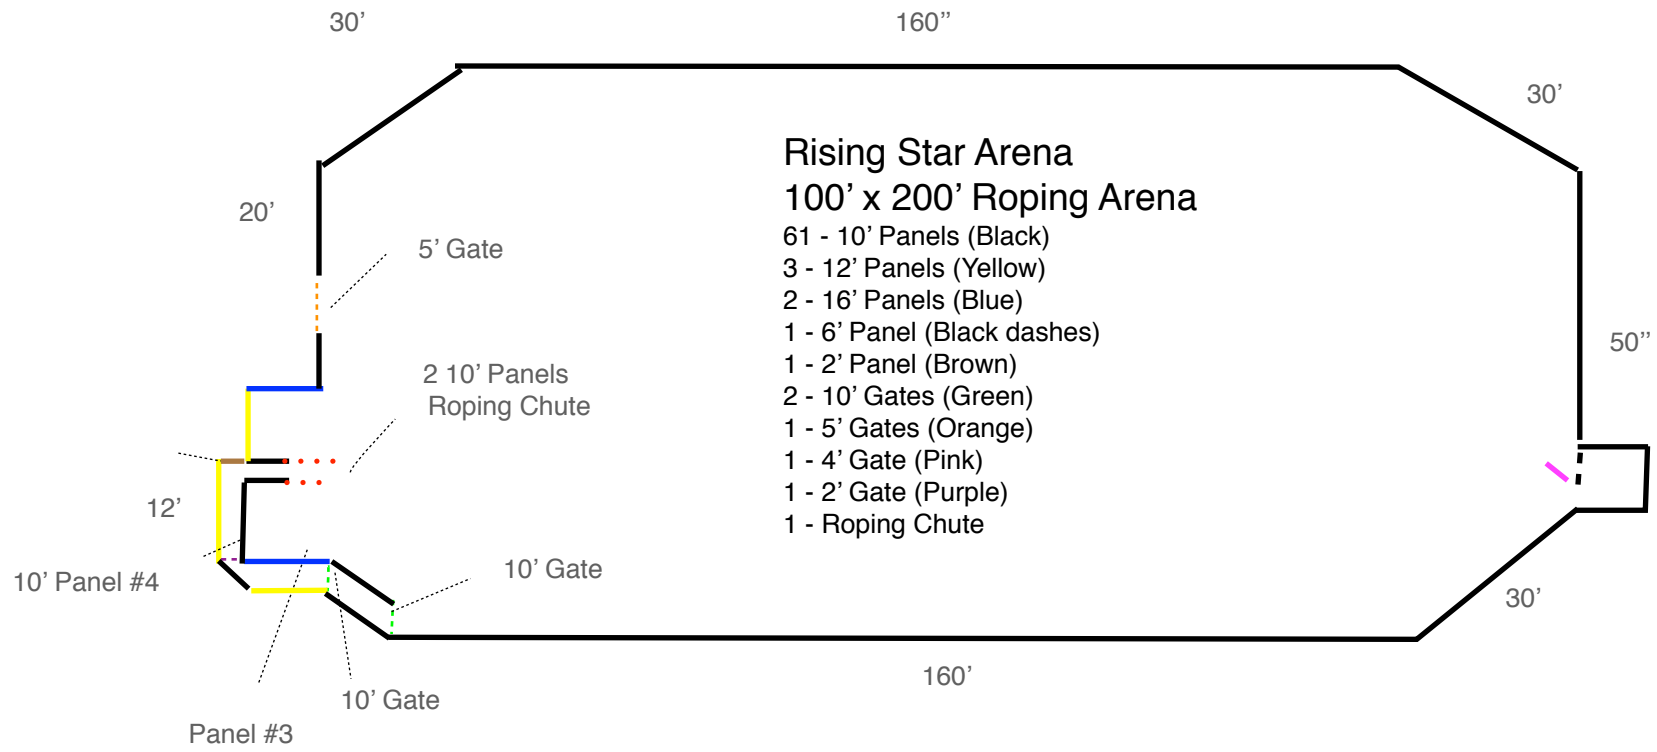 30’
160’’
30’
Rising Star Arena
100’ x 200’ Roping Arena
61 - 10’ Panels (Black)
3 - 12’ Panels (Yellow)
2 - 16’ Panels (Blue)
1 - 6’ Panel (Black dashes)
1 - 2’ Panel (Brown)
2 - 10’ Gates (Green)
1 - 5’ Gates (Orange)
1 - 4’ Gate (Pink)
1 - 2’ Gate (Purple)
1 - Roping Chute
20’
5’ Gate
50’’
2 10’ Panels
Roping Chute
12’
10’ Panel #4
10’ Gate
30’
160’
10’ Gate
Panel #3